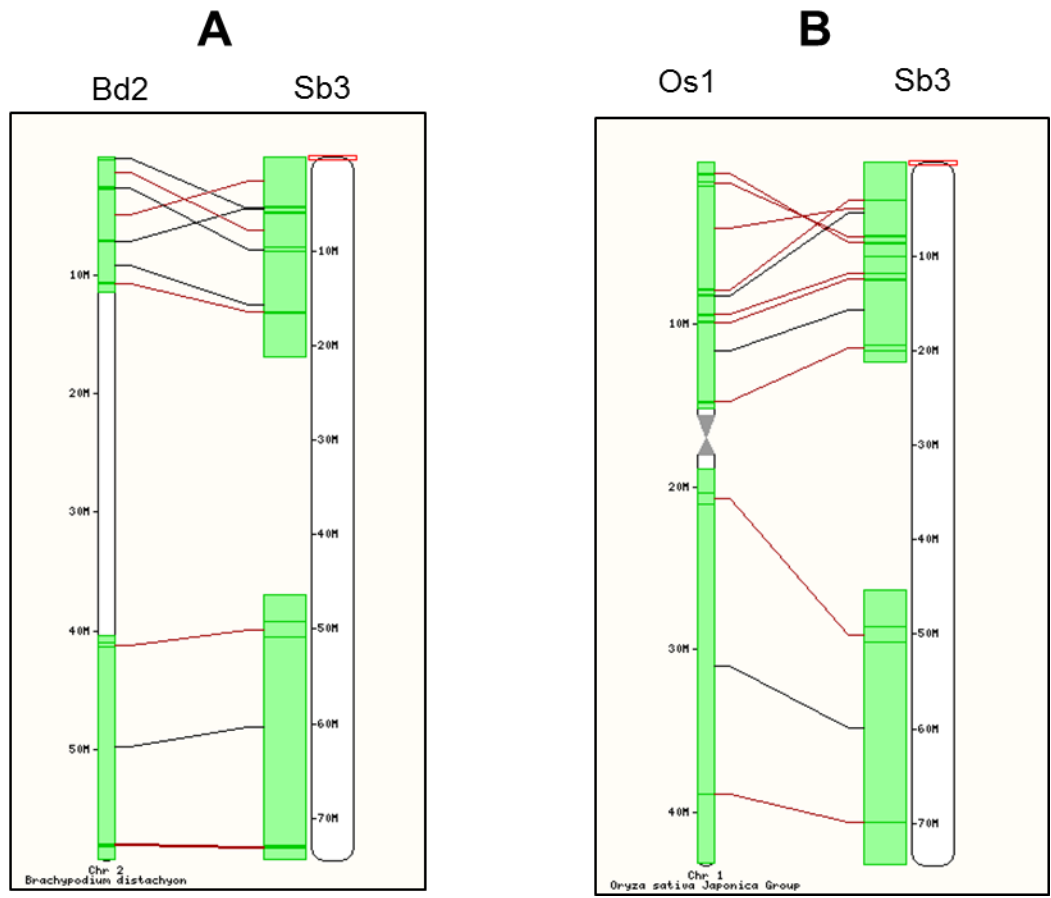 A
B
Bd2
Sb3
Os1
Sb3
10M
20M
30M
40M
50M
10M
20M
30M
40M
50M
60M
70M
Chr 2
Brachypodium distachyon
10M
20M
30M
40M
10M
20M
30M
40M
50M
60M
70M
Chr 1
Oryza sativa Japonica Group